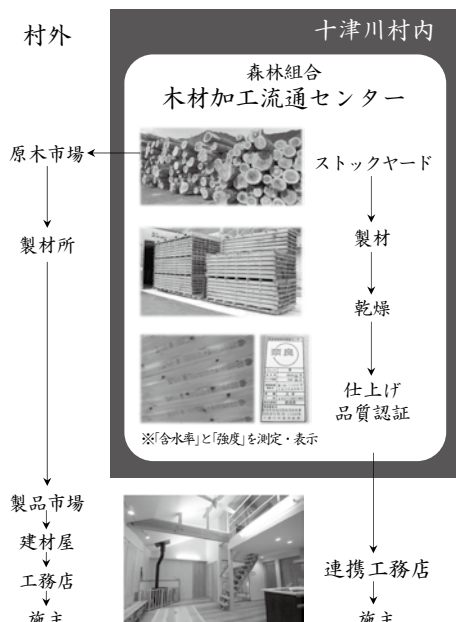 村外
十津川村内
森林組合
木材加工流通センター
原木市場
ストックヤード
製材所
製材
乾燥
仕上げ
品質認証
※「含水率」と「強度」を測定・表示
製品市場
建材屋
工務店
施主
連携工務店
施主